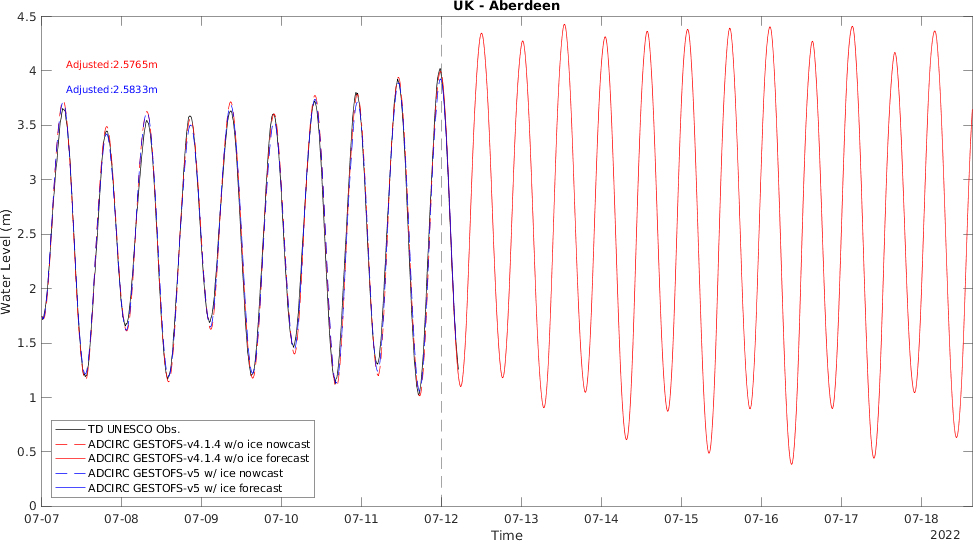 UK - Aberdeen
4.5
4
3.5
3
2.5
2
1.5
1
0.5
0
Water Level (m)
Adjusted:2.5765m
Adjusted:2.5833m
TD UNESCO Obs.
ADCIRC GESTOFS-v4.1.4 w/o ice nowcast
ADCIRC GESTOFS-v4.1.4 w/o ice forecast
ADCIRC GESTOFS-v5 w/ ice nowcast
ADCIRC GESTOFS-v5 w/ ice forecast
07-07 07-08 07-09 07-10 07-11 07-12 07-13 07-14 07-15 07-16 07-17 07-18
2022
Time